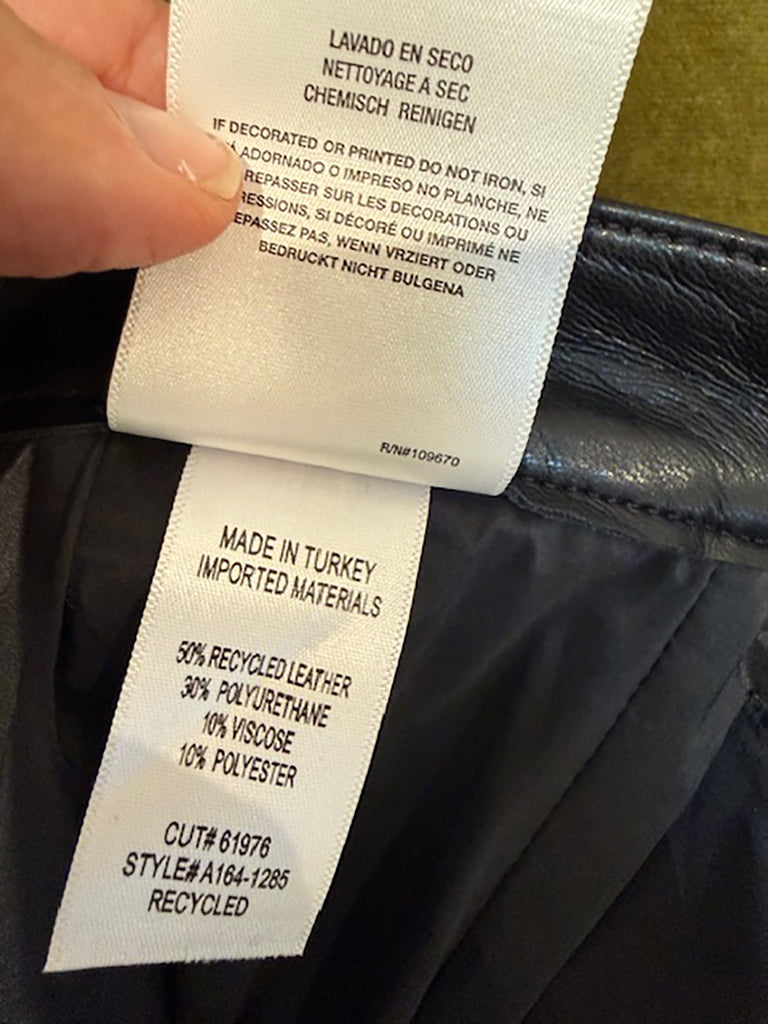 LAVADO EN SECO
NETTOYAGE A SEC
CHEMISCH REINIGEN
IF DECORATED OR PRINTED DO NOT IRON, SI
ADORNADO O IMPRESO NO PLANCHE, NE
REPASSER SUR LES DECORATIONS OU
RESSIONS, SI DÉCORÉ OU IMPRIMÉ NE
EPASSEZ PAS, WENN VRZIERT ODER
BEDRUCKT NICHT BULGENA
R/N#109670
MADE IN TURKEY
IMPORTED MATERIALS
50% RECYCLED LEATHER
30% POLYURETHANE
10% VISCOSE
10% POLYESTER
CUT# 61976
STYLE# A164-1285
RECYCLED